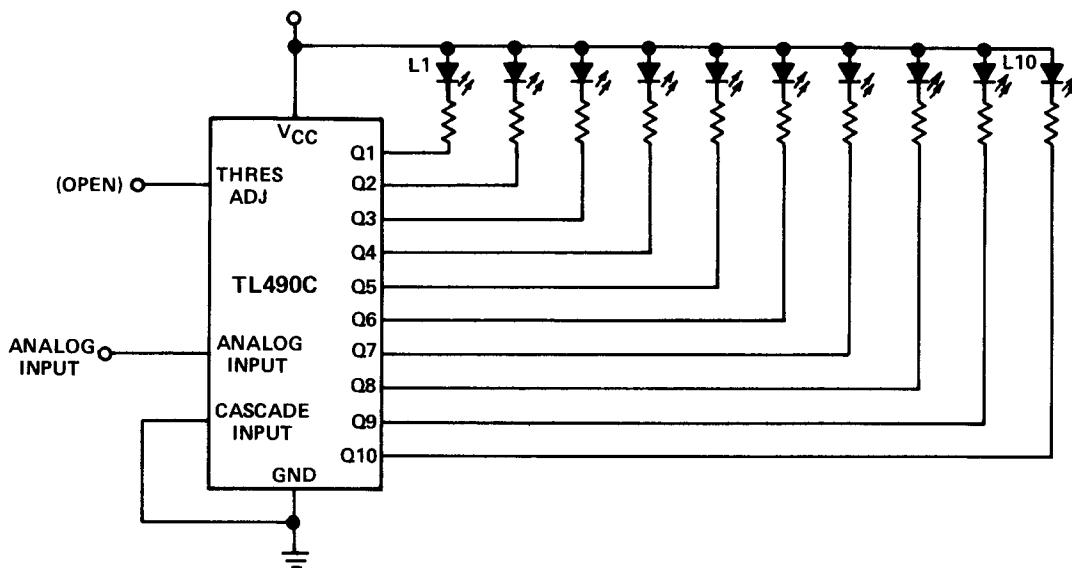 L1
L10
VCC
Q1
(OPEN)
THRES
ADJ
Q2
Q3
Q4
TL490C
Q5
Q6
ANALOG
INPUT
ANALOG
INPUT
Q7
Q8
CASCADE
INPUT
Q9
Q10
GND